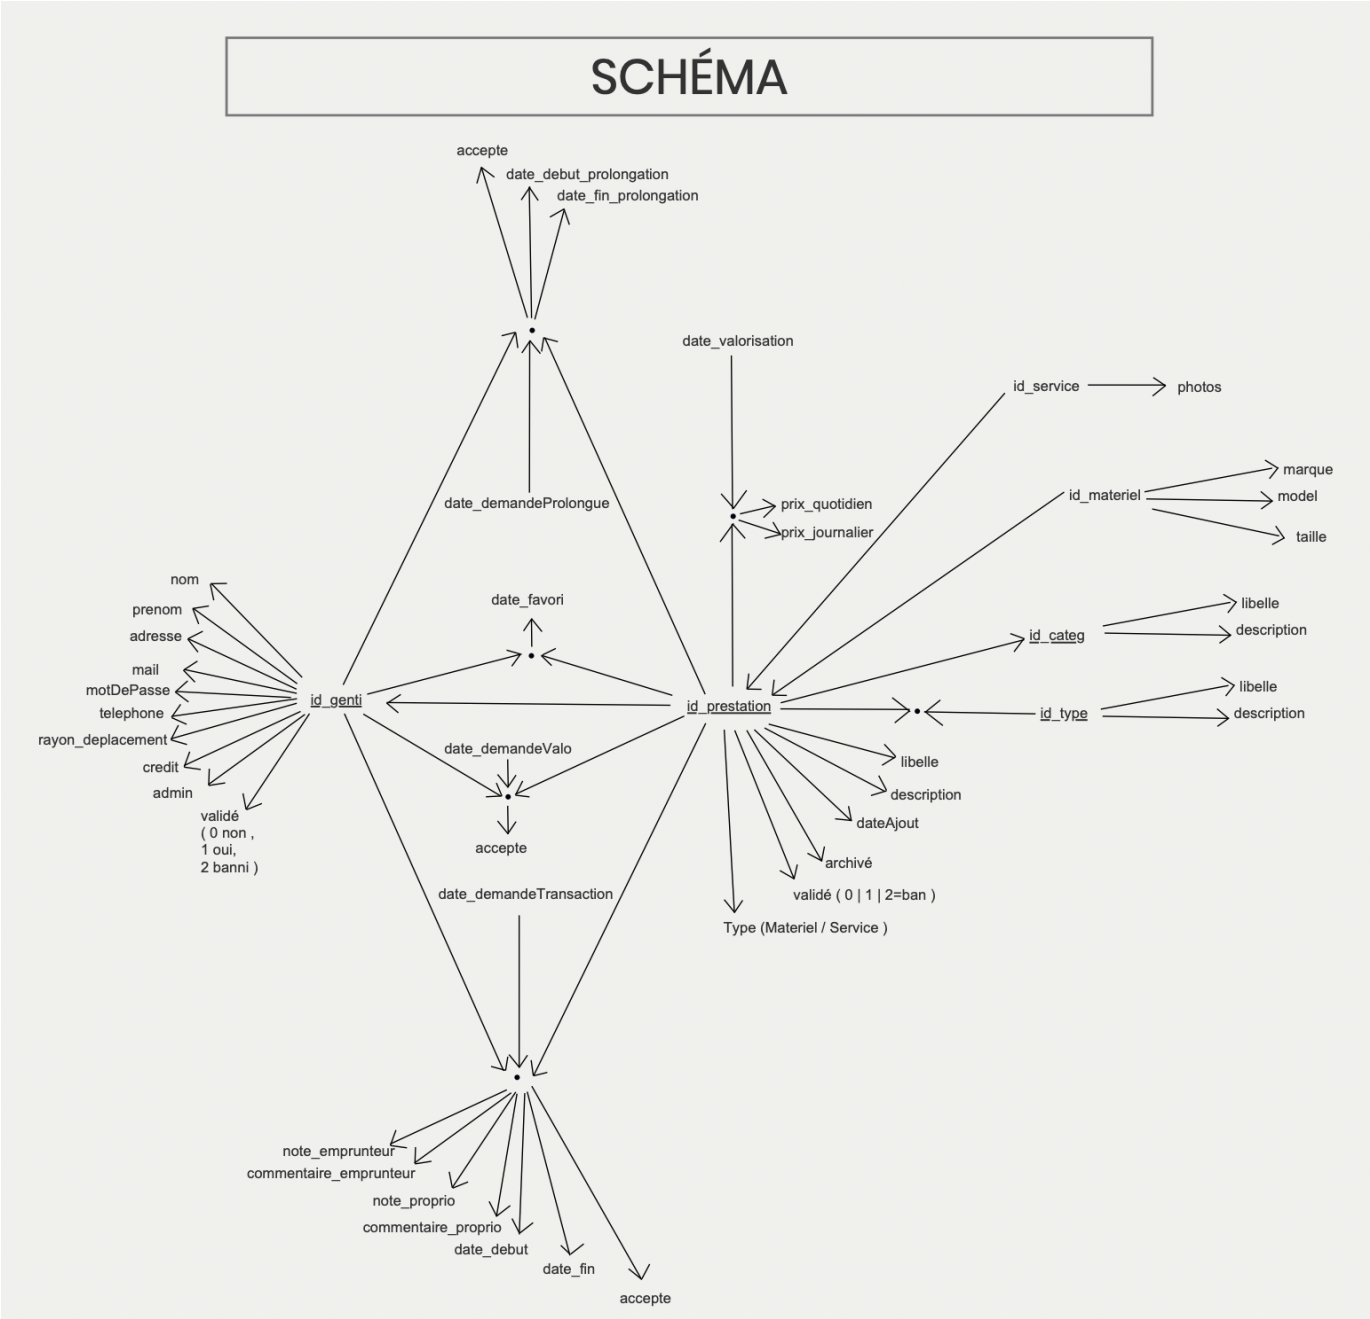 SCHÉMA
accepte
date_debut_prolongation
date_fin_prolongation
date_valorisation
id_service
photos
marque
id_materiel
model
date_demandeProlongue
prix_quotidien
prix_journalier
taille
nom
date_favori
libelle
prenom
description
adresse
id_categ
mail
motDePasse
libelle
id_genti
id_prestation
telephone
id_type
description
rayon_deplacement
date_demandeValo
libelle
credit
admin
description
validé
( 0 non ,
1 oui,
2 banni )
dateAjout
accepte
archivé
date_demandeTransaction
validé ( 0 | 1 | 2=ban )
Type (Materiel / Service )
note_emprunteur
commentaire_emprunteur
note_proprio
commentaire_proprio
date_debut
date_fin
accepte